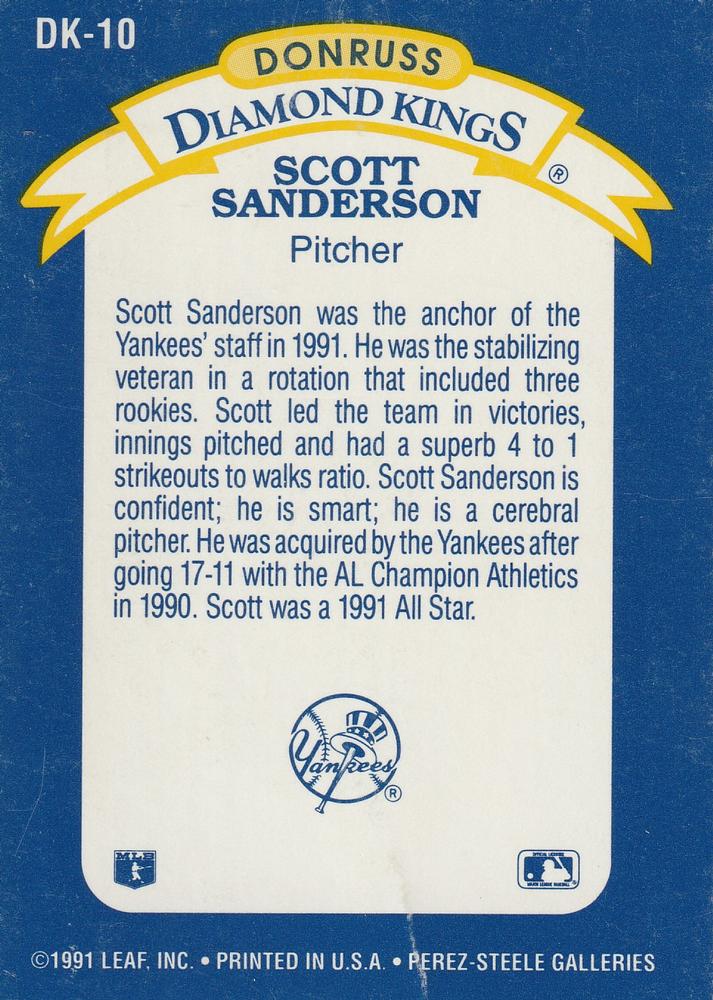 DK-10
DONRUSS
DIAMOND KINGS
®
SCOTT
SANDERSON
Pitcher
Scott Sanderson was the anchor of the
Yankees' staff in 1991. He was the stabilizing
veteran in a rotation that included three
rookies. Scott led the team in victories,
innings pitched and had a superb 4 to 1
strikeouts to walks ratio. Scott Sanderson is
confident; he is smart; he is a cerebral
pitcher. He was acquired by the Yankees after
going 17-11 with the AL Champion Athletics
in 1990. Scott was a 1991 All Star.
Yankees
®
MLB
MAJOR LEAGUE BASEBALL
©1991 LEAF, INC. • PRINTED IN U.S.A. • PEREZ-STEELE GALLERIES